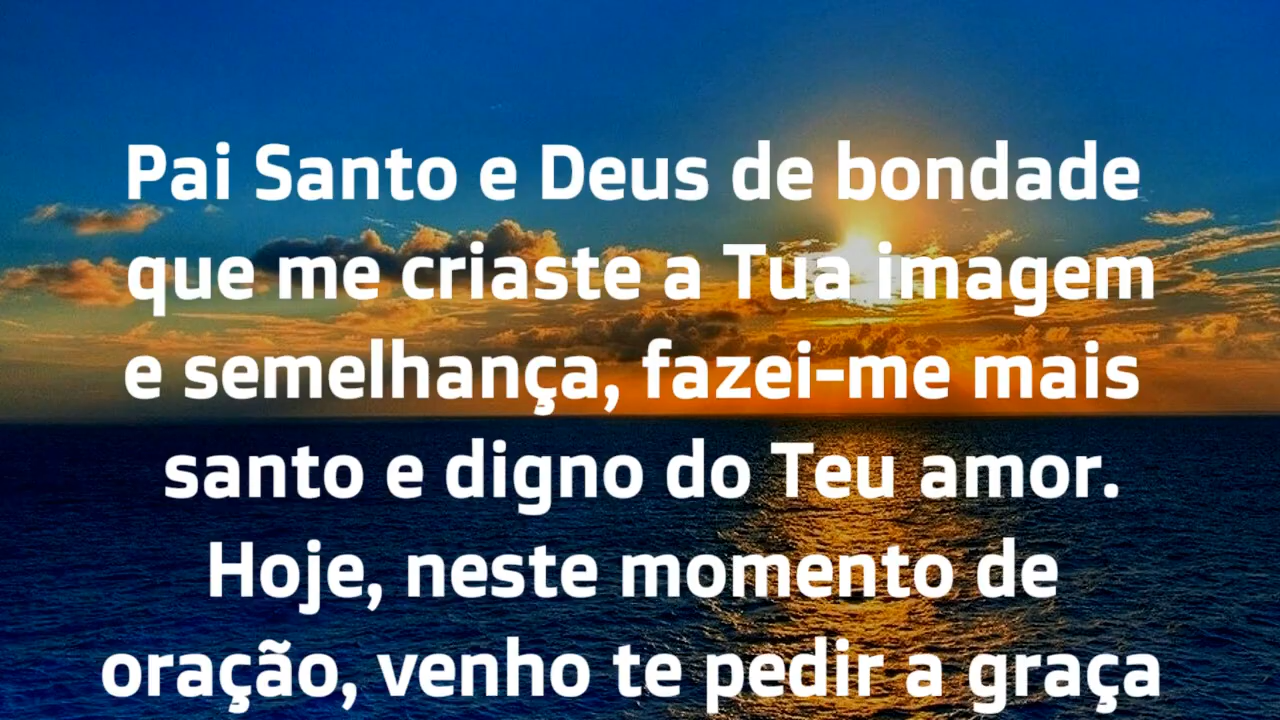 Pai Santo e Deus de bondade
que me criaste a Tua imagem
e semelhança, fazei-me mais
santo e digno do Teu amor.
Hoje, neste momento de
oração, venho te pedir a graça